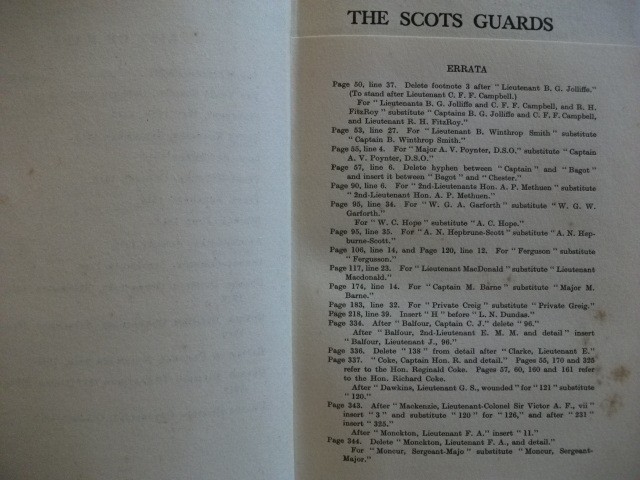 THE SCOTS GUARDS
ERRATA
Page 50, line 37. Delete footnote 3 after "Lieutenant B. G. Jolliffe."
(To stand after Lieutenant C. F. F. Campbell.)
For "Lieutenants B. G. Jolliffe and C. F. F. Campbell, and R. H.
FitzRoy" substitute "Captains B. G. Jolliffe and C. F. F. Campbell,
and Lieutenant R. H. FitzRoy."
Page 52, line 27. For "Lieutenant B. Winthrop Smith" substitute
"Captain B. Winthrop Smith."
Page 55, line 4. For "Major A. V. Poynter, D.S.O." substitute "Captain
A. V. Poynter, D.S.O."
Page 57, line 6. Delete hyphen between "Captain" and "Bagot"
and insert it between "Bagot" and "Chester."
Page 90, line 6. For "2nd-Lieutenants Hon. A. P. Methuen" substitute
"2nd-Lieutenant Hon. A. P. Methuen."
Page 95, line 34. For "W. G. A. Garforth" substitute "W. G. W.
Garforth."
For "W. C. Hope" substitute "A. C. Hope."
Page 95, line 35. For "A. N. Hepbrune-Scott" substitute "A. N. Hep-
burne-Scott."
Page 106, line 14, and Page 120, line 12. For "Ferguson" substitute
"Fergusson."
Page 117, line 23. For "Lieutenant MacDonald" substitute "Lieutenant
Macdonald."
Page 174, line 14. For "Captain M. Barne" substitute "Major M.
Barne."
Page 183, line 32. For "Private Creig" substitute "Private Greig."
Page 218, line 39. Insert "H" before "L. N. Dundas."
Page 334. After "Balfour, Captain C. J." delete "96."
After "Balfour, 2nd-Lieutenant E. M. M. and detail" insert
"Balfour, Lieutenant J., 96."
Page 336. Delete "138" from detail after "Clarke, Lieutenant E."
Page 337. "Coke, Captain Hon. R. and detail." Pages 55, 170 and 325
refer to the Hon. Reginald Coke. Pages 57, 60, 160 and 161 refer
to the Hon. Richard Coke.
After "Dawkins, Lieutenant G. S., wounded" for "121" substitute
"120."
Page 343. After "Mackenzie, Lieutenant-Colonel Sir Victor A. F., vii"
insert "3" and substitute "120" for "126," and after "231"
insert "325."
After "Monckton, Lieutenant F. A." insert "11."
Page 344. Delete "Monckton, Lieutenant F. A., and detail."
For "Moncur, Sergeant-Majo" substitute "Moncur, Sergeant-
Major."